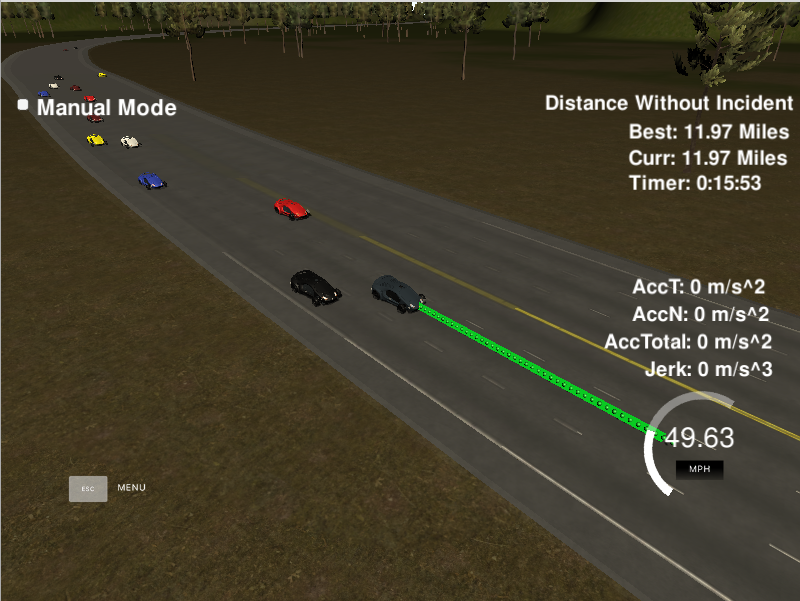 Manual Mode
Distance Without Incident
Best: 11.97 Miles
Curr: 11.97 Miles
Timer: 0:15:53
AccT: 0 m/s^2
AccN: 0 m/s^2
AccTotal: 0 m/s^2
Jerk: 0 m/s^3
49.63
MPH
ESC MENU